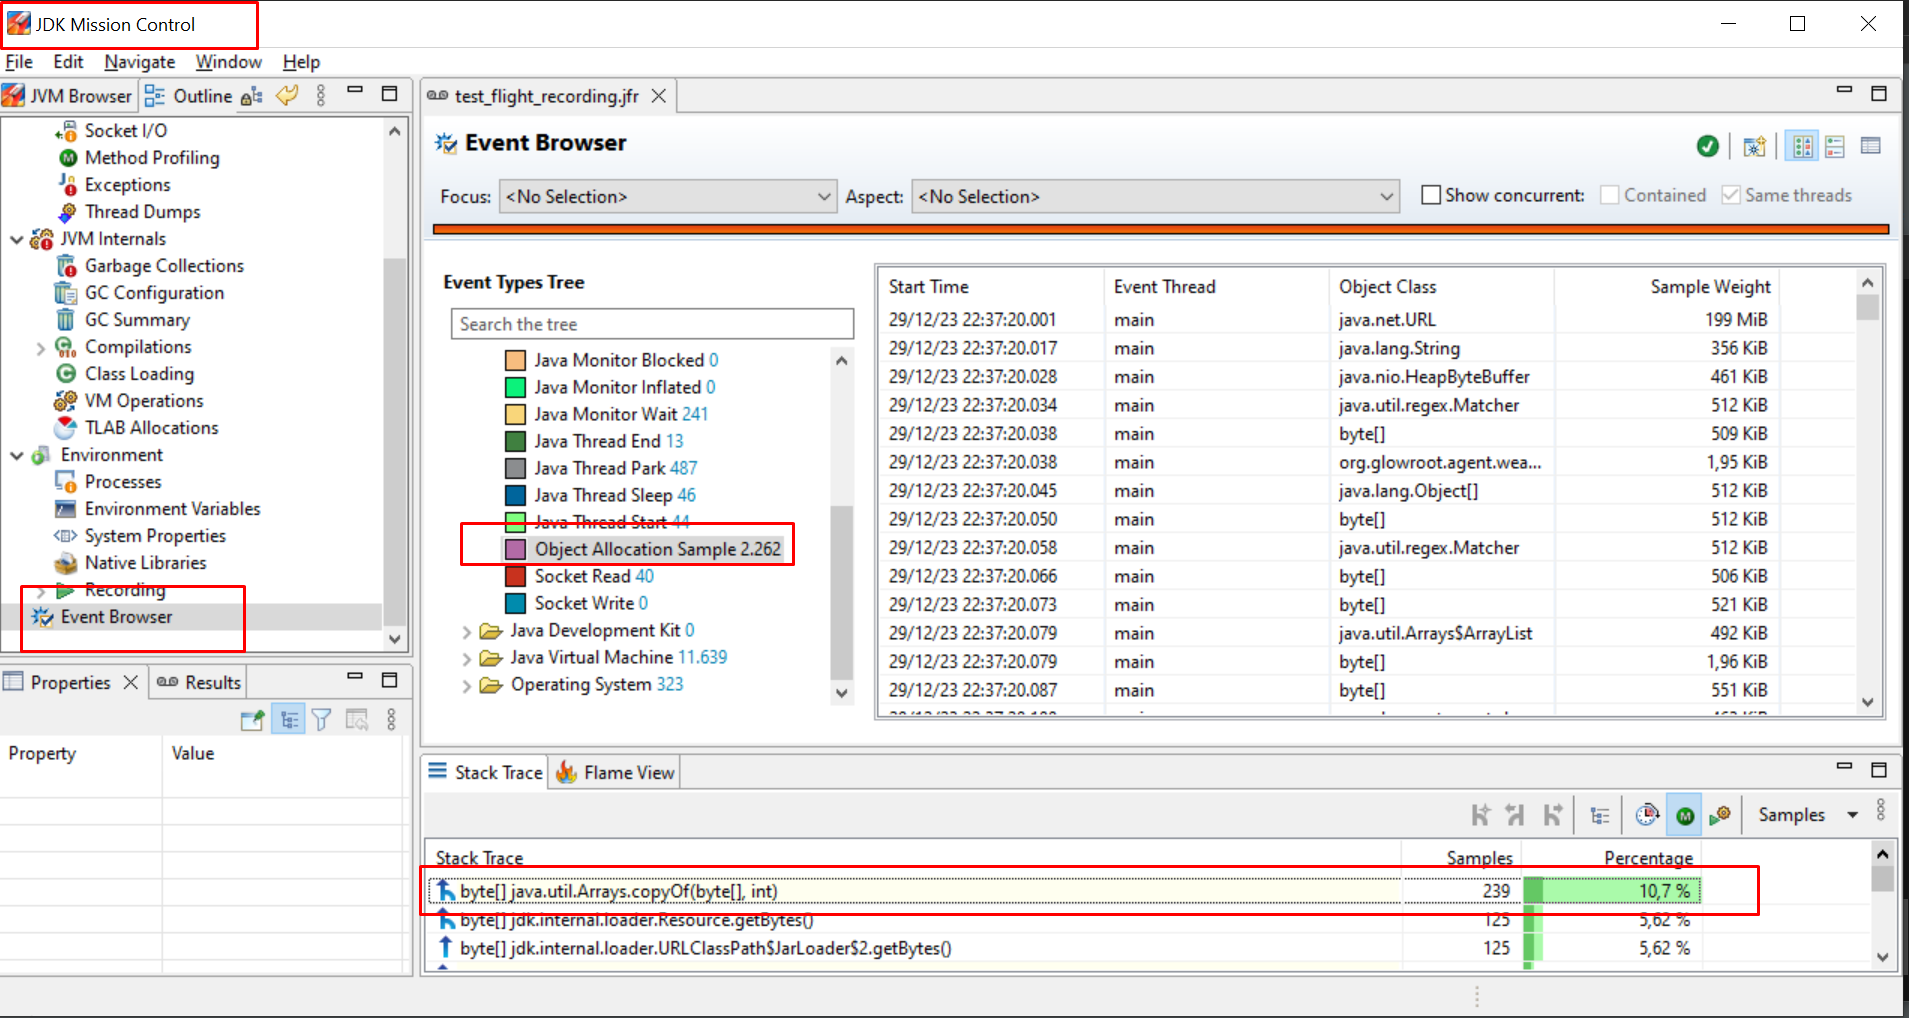 JDK Mission Control
File Edit Navigate Window Help
JVM Browser Outline
Socket I/O
Method Profiling
Exceptions
Thread Dumps
JVM Internals
Garbage Collections
GC Configuration
GC Summary
Compilations
Class Loading
VM Operations
TLAB Allocations
Environment
Processes
Environment Variables
System Properties
Native Libraries
Recording
Event Browser
Properties Results
Property Value
test_flight_recording.jfr
Event Browser
Focus: <No Selection> Aspect: <No Selection> Show concurrent: Contained Same threads
Event Types Tree
Search the tree
Java Monitor Blocked 0
Java Monitor Inflated 0
Java Monitor Wait 241
Java Thread End 13
Java Thread Park 487
Java Thread Sleep 46
Java Thread Start 44
Object Allocation Sample 2.262
Socket Read 40
Socket Write 0
Java Development Kit 0
Java Virtual Machine 11.639
Operating System 323
Start Time Event Thread Object Class Sample Weight
29/12/23 22:37:20.001 main java.net.URL 199 MiB
29/12/23 22:37:20.017 main java.lang.String 356 KiB
29/12/23 22:37:20.028 main java.nio.HeapByteBuffer 461 KiB
29/12/23 22:37:20.034 main java.util.regex.Matcher 512 KiB
29/12/23 22:37:20.038 main byte[] 509 KiB
29/12/23 22:37:20.038 main org.glowroot.agent.wea... 1,95 KiB
29/12/23 22:37:20.045 main java.lang.Object[] 512 KiB
29/12/23 22:37:20.050 main byte[] 512 KiB
29/12/23 22:37:20.058 main java.util.regex.Matcher 512 KiB
29/12/23 22:37:20.066 main byte[] 506 KiB
29/12/23 22:37:20.073 main byte[] 521 KiB
29/12/23 22:37:20.079 main java.util.Arrays$ArrayList 492 KiB
29/12/23 22:37:20.079 main byte[] 1,96 KiB
29/12/23 22:37:20.087 main byte[] 551 KiB
Stack Trace Flame View
Samples
Stack Trace Samples Percentage
byte[] java.util.Arrays.copyOf(byte[], int) 239 10,7 %
byte[] jdk.internal.loader.Resource.getBytes() 125 5,62 %
byte[] jdk.internal.loader.URLClassPath$JarLoader$2.getBytes() 125 5,62 %